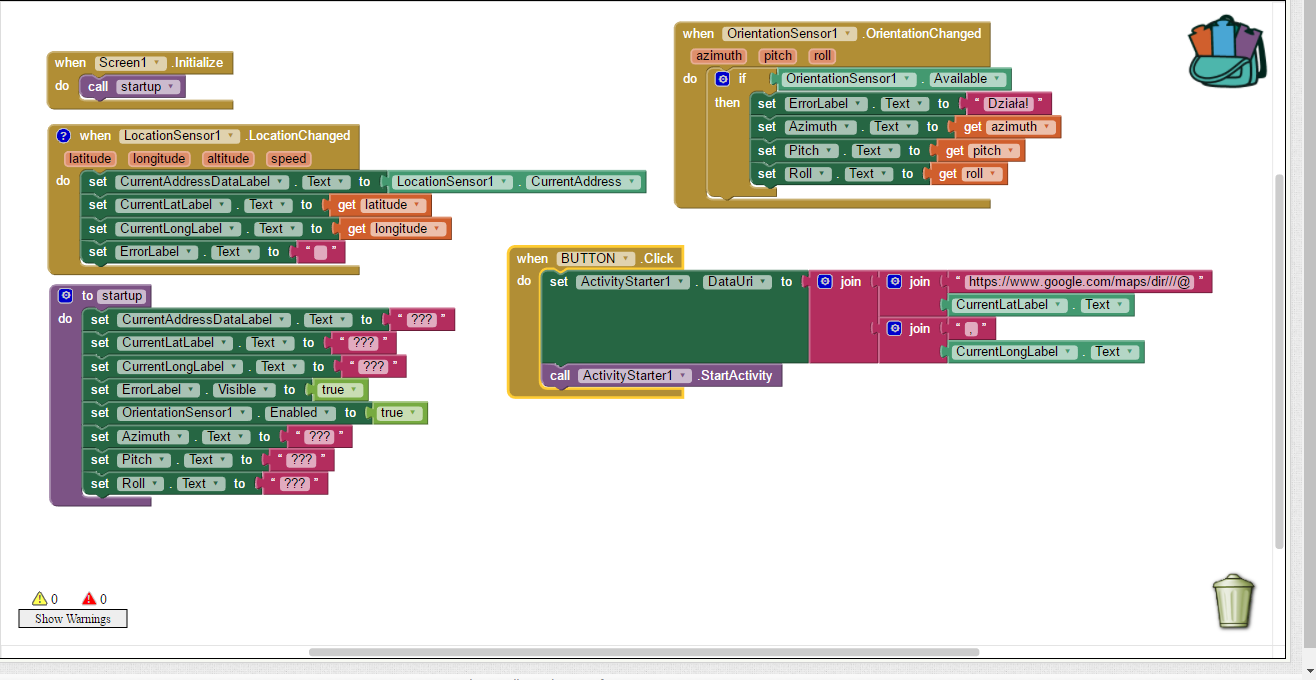 when Screen1 .Initialize
do call startup
? when LocationSensor1 .LocationChanged
latitude longitude altitude speed
do set CurrentAddressDataLabel . Text to LocationSensor1 . CurrentAddress
set CurrentLatLabel . Text to get latitude
set CurrentLongLabel . Text to get longitude
set ErrorLabel . Text to “ ”
to startup
do set CurrentAddressDataLabel . Text to “ ??? ”
set CurrentLatLabel . Text to “ ??? ”
set CurrentLongLabel . Text to “ ??? ”
set ErrorLabel . Visible to true
set OrientationSensor1 . Enabled to true
set Azimuth . Text to “ ??? ”
set Pitch . Text to “ ??? ”
set Roll . Text to “ ??? ”
when OrientationSensor1 .OrientationChanged
azimuth pitch roll
do if OrientationSensor1 . Available
then set ErrorLabel . Text to “ Działa! ”
set Azimuth . Text to get azimuth
set Pitch . Text to get pitch
set Roll . Text to get roll
when BUTTON .Click
do set ActivityStarter1 . DataUri to join join “ https://www.google.com/maps/dir///@ ”
CurrentLatLabel . Text
join “ , ”
CurrentLongLabel . Text
call ActivityStarter1 .StartActivity
0 0
Show Warnings